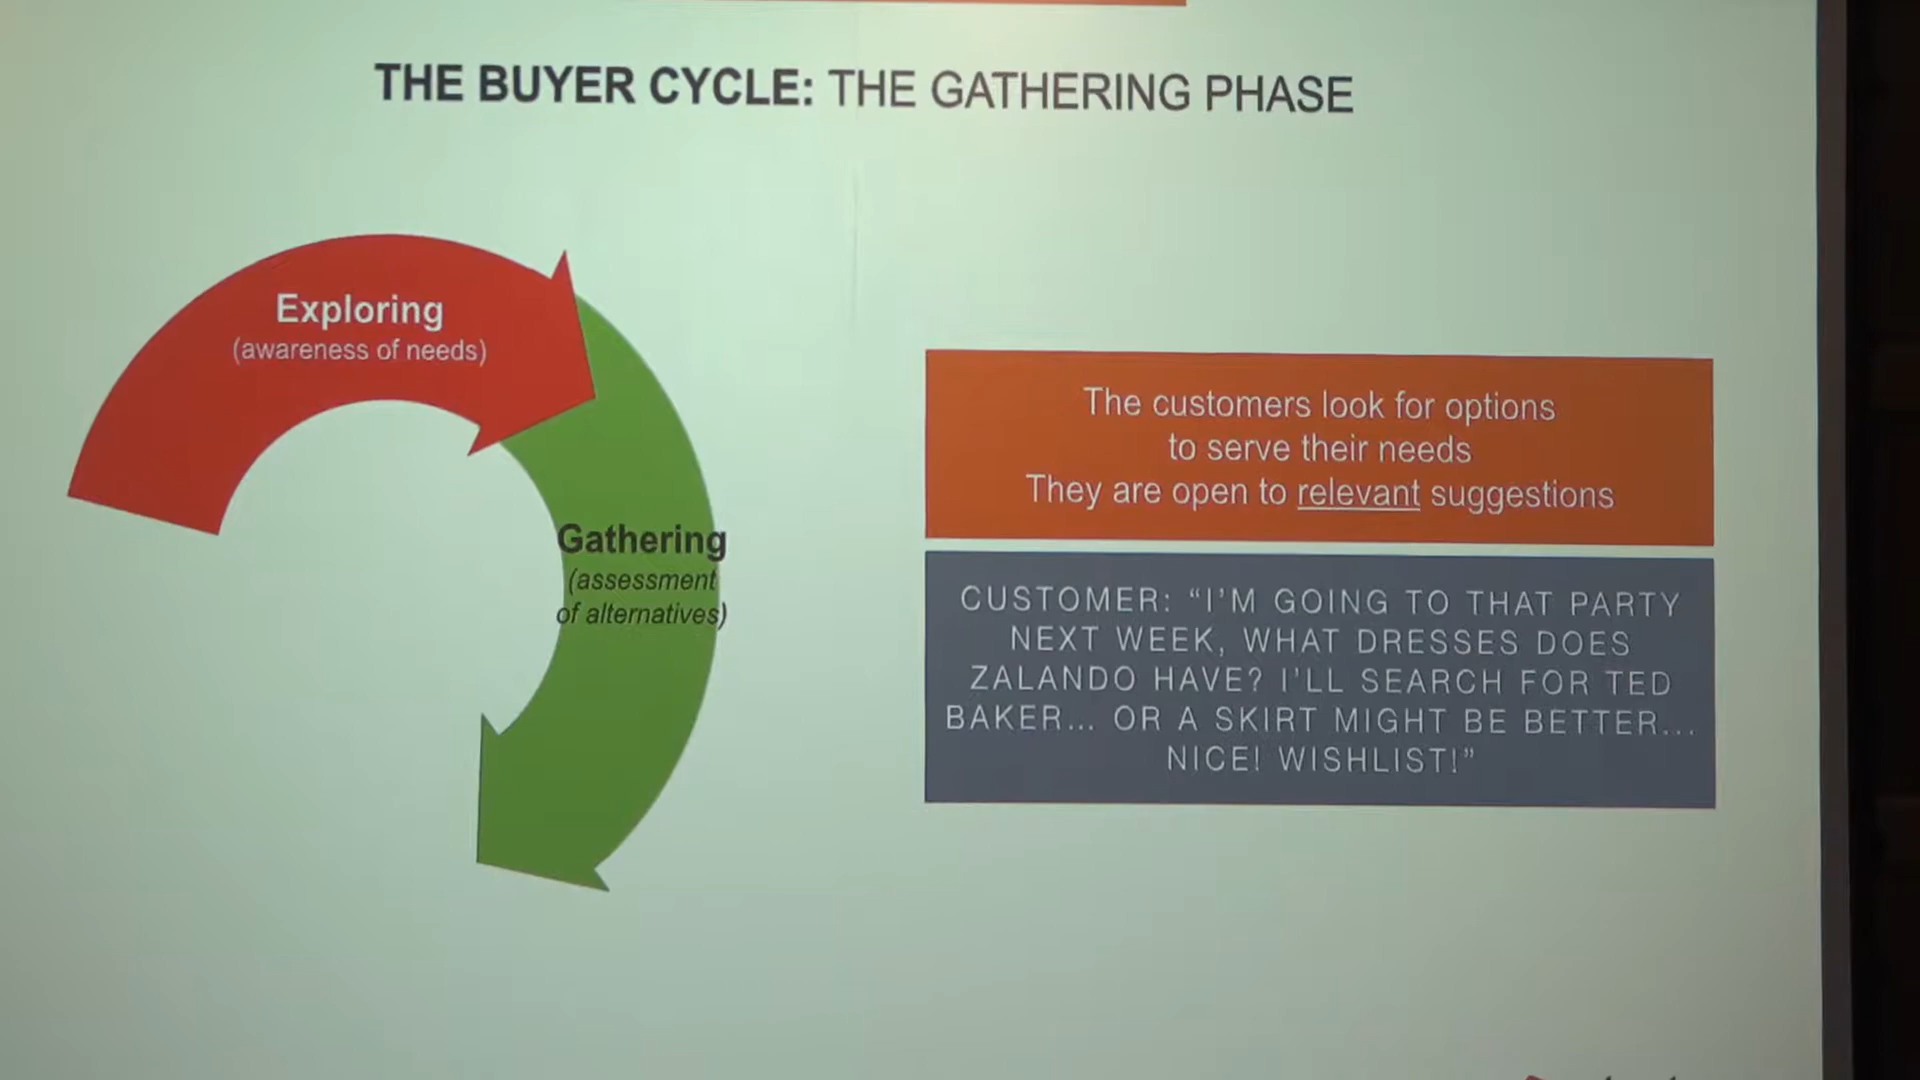 THE BUYER CYCLE: THE GATHERING PHASE
Exploring
(awareness of needs)
Gathering
(assessment
of alternatives)
The customers look for options
to serve their needs
They are open to relevant suggestions
CUSTOMER: “I’M GOING TO THAT PARTY
NEXT WEEK, WHAT DRESSES DOES
ZALANDO HAVE? I’LL SEARCH FOR TED
BAKER... OR A SKIRT MIGHT BE BETTER...
NICE! WISHLIST!”